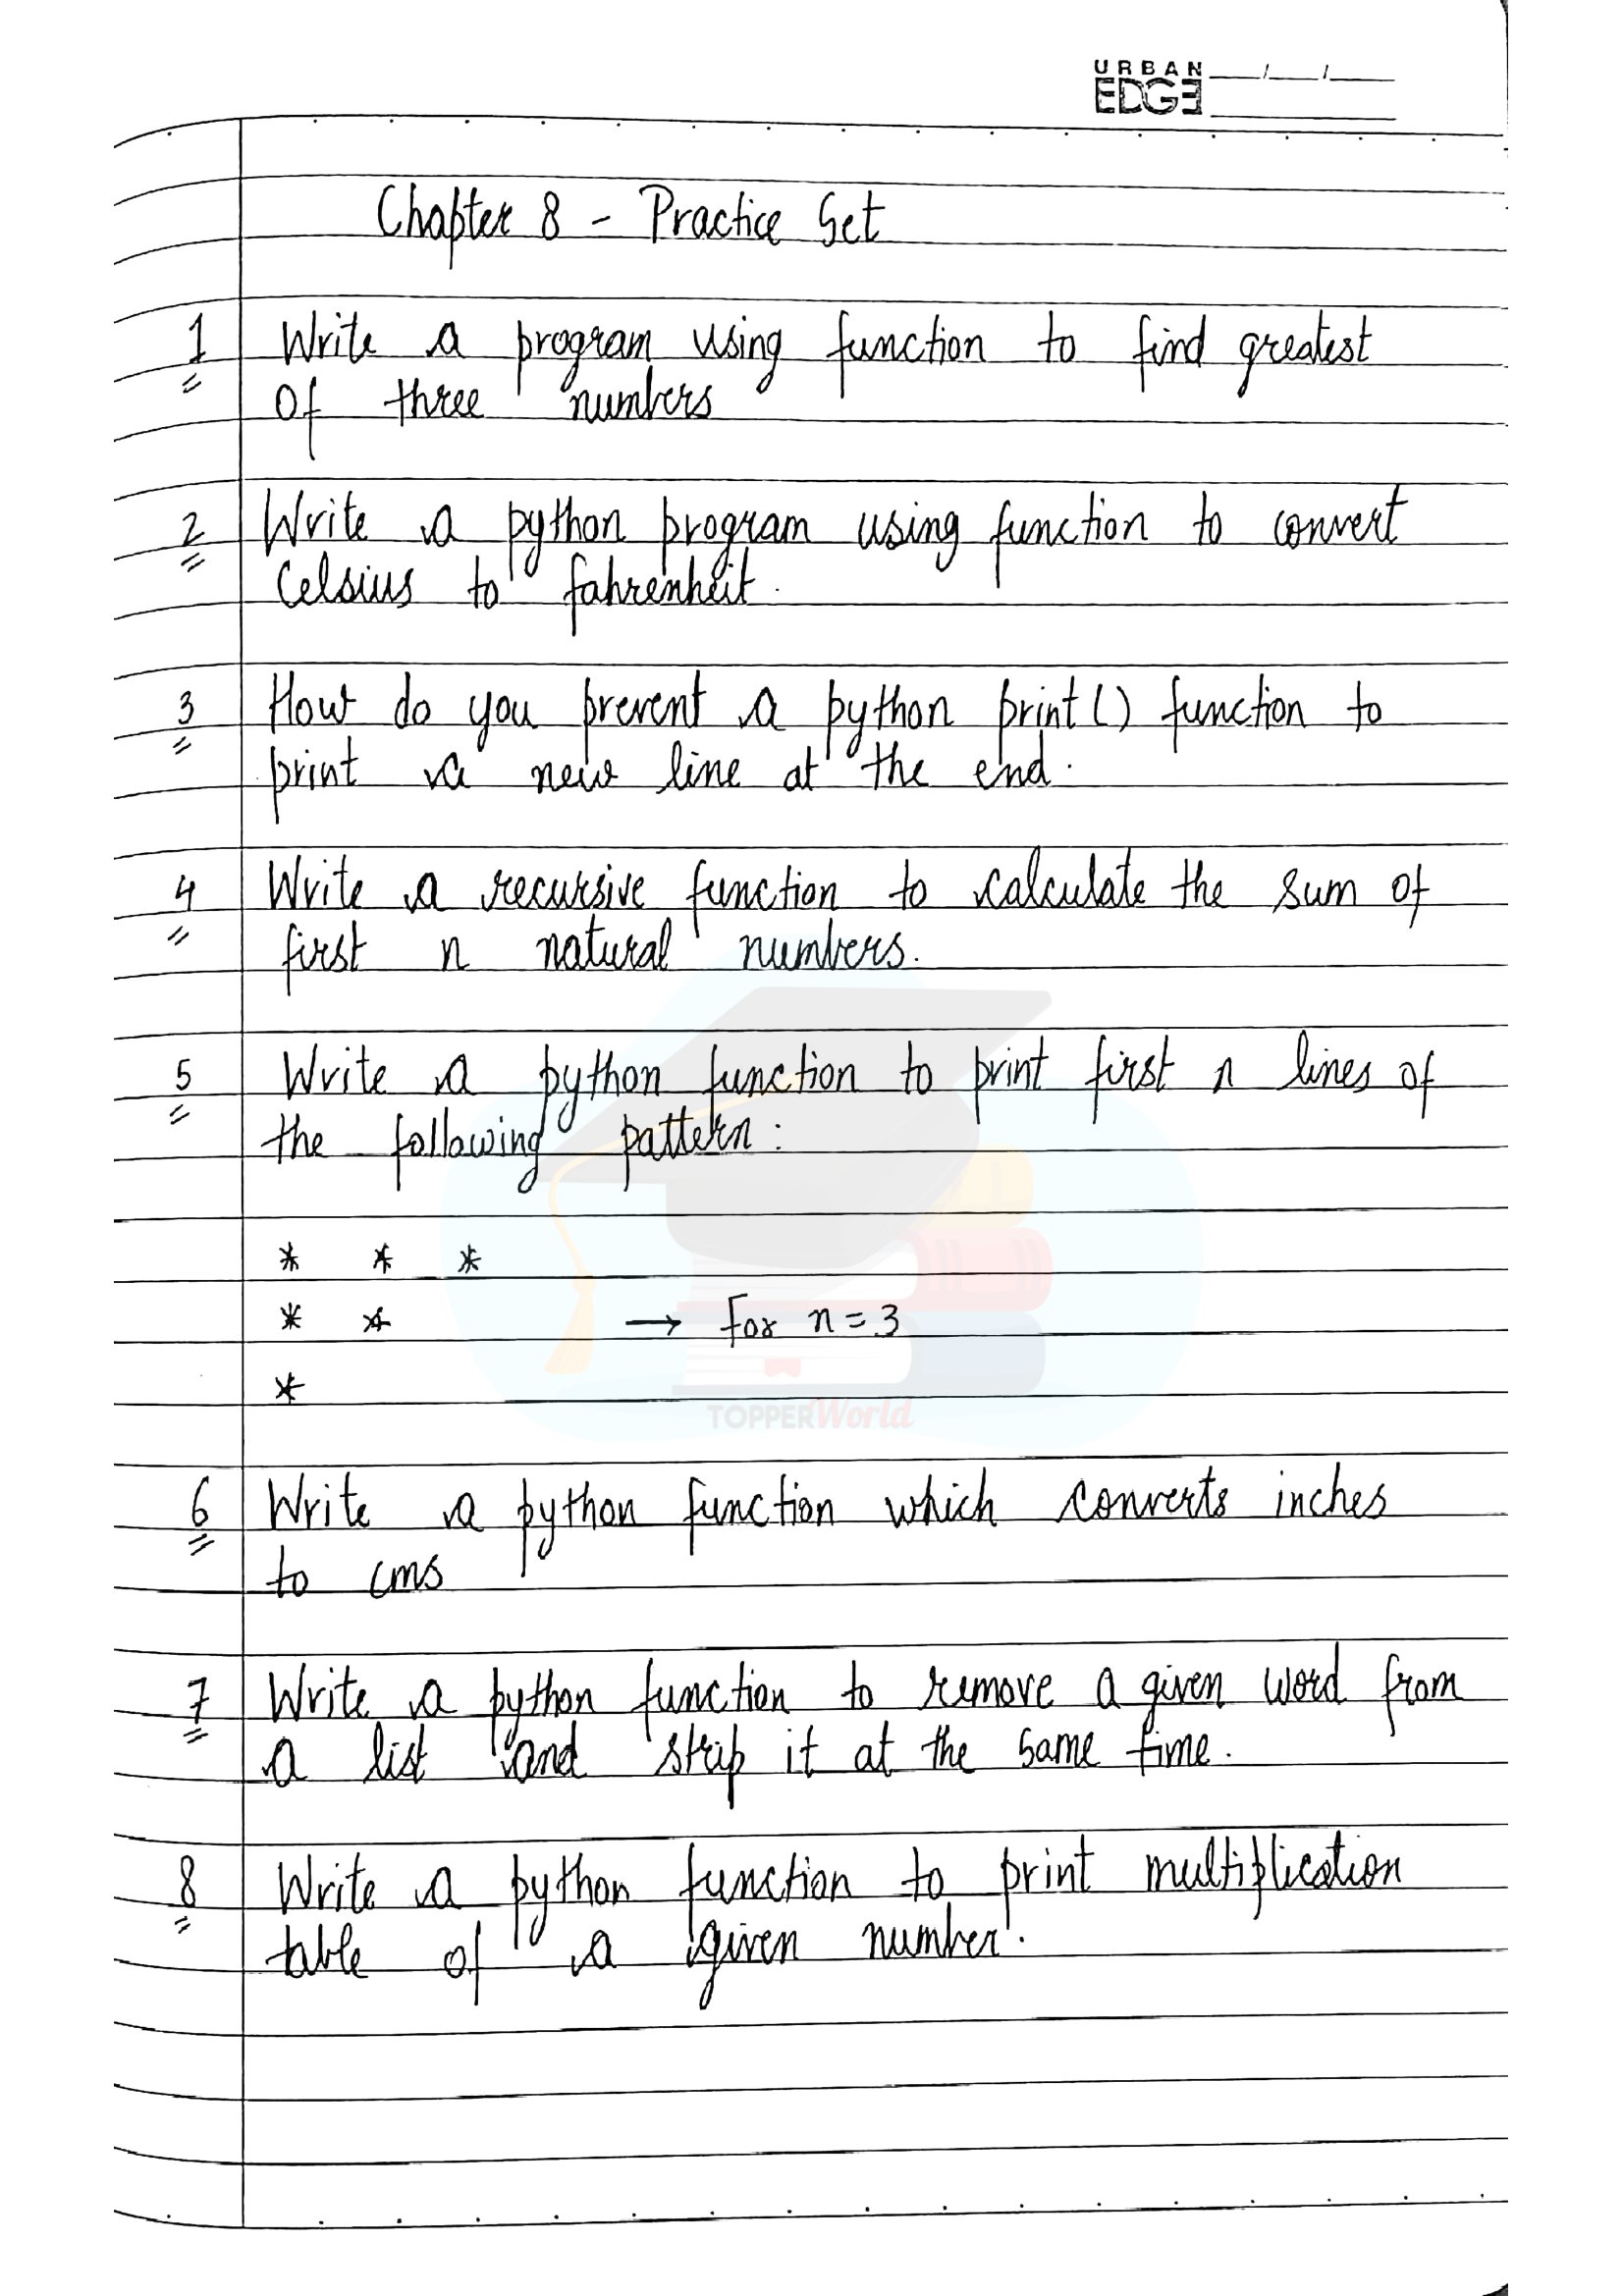 URBAN
EDGE
Chapter 8 - Practice Set
1 Write a program using function to find greatest
of three numbers
2 Write a python program using function to convert
Celsius to fahrenheit.
3 How do you prevent a python print() function to
print a new line at the end.
4 Write a recursive function to calculate the sum of
first n natural numbers.
5 Write a python function to print first n lines of
the following pattern:
* * *
* * → For n = 3
*
TOPPERWorld
6 Write a python function which converts inches
to cms
7 Write a python function to remove a given word from
a list and strip it at the same time.
8 Write a python function to print multiplication
table of a given number.